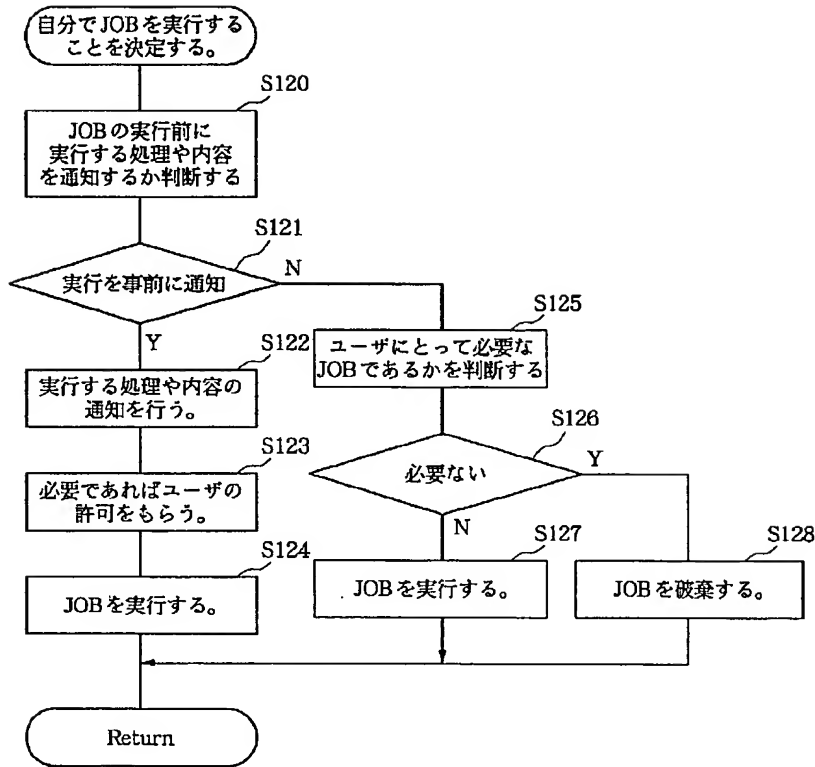 自分でJOBを実行する
ことを決定する。
S120
JOBの実行前に
実行する処理や内容
を通知するか判断する
S121
実行を事前に通知
N
Y
S122
実行する処理や内容の
通知を行う。
S123
必要であればユーザの
許可をもらう。
S124
JOBを実行する。
S125
ユーザにとって必要な
JOBであるかを判断する
S126
必要ない
Y
N
S127
JOBを実行する。
S128
JOBを破棄する。
Return